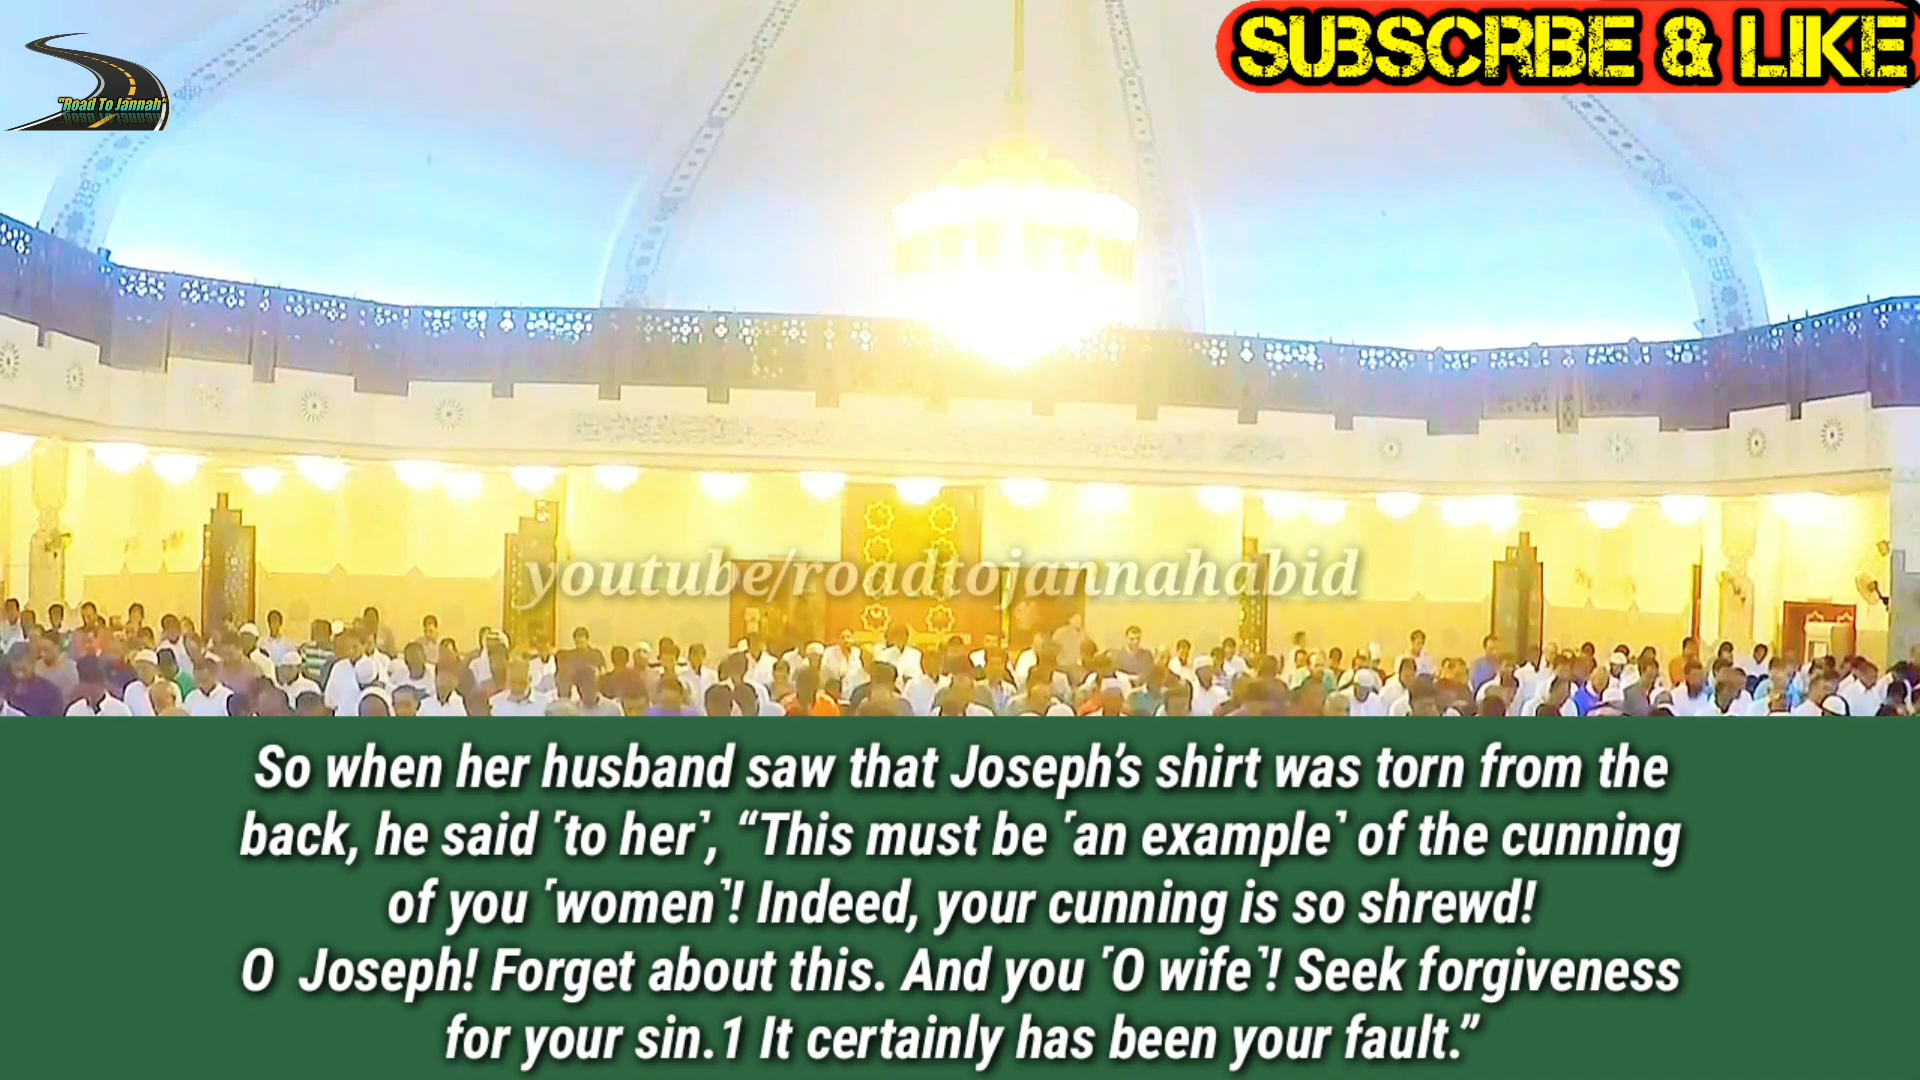 "Road To Jannah"
SUBSCRBE & LIKE
youtube/roadtojannahabid
So when her husband saw that Joseph’s shirt was torn from the
back, he said ˹to her˺, “This must be ˹an example˺ of the cunning
of you ˹women˺! Indeed, your cunning is so shrewd!
O Joseph! Forget about this. And you ˹O wife˺! Seek forgiveness
for your sin.1 It certainly has been your fault.”